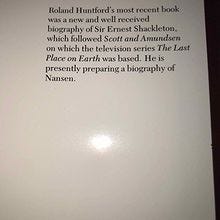 Roland Huntford's most recent book
was a new and well received
biography of Sir Ernest Shackleton,
which followed Scott and Amundsen
on which the television series The Last
Place on Earth was based. He is
presently preparing a biography of
Nansen.